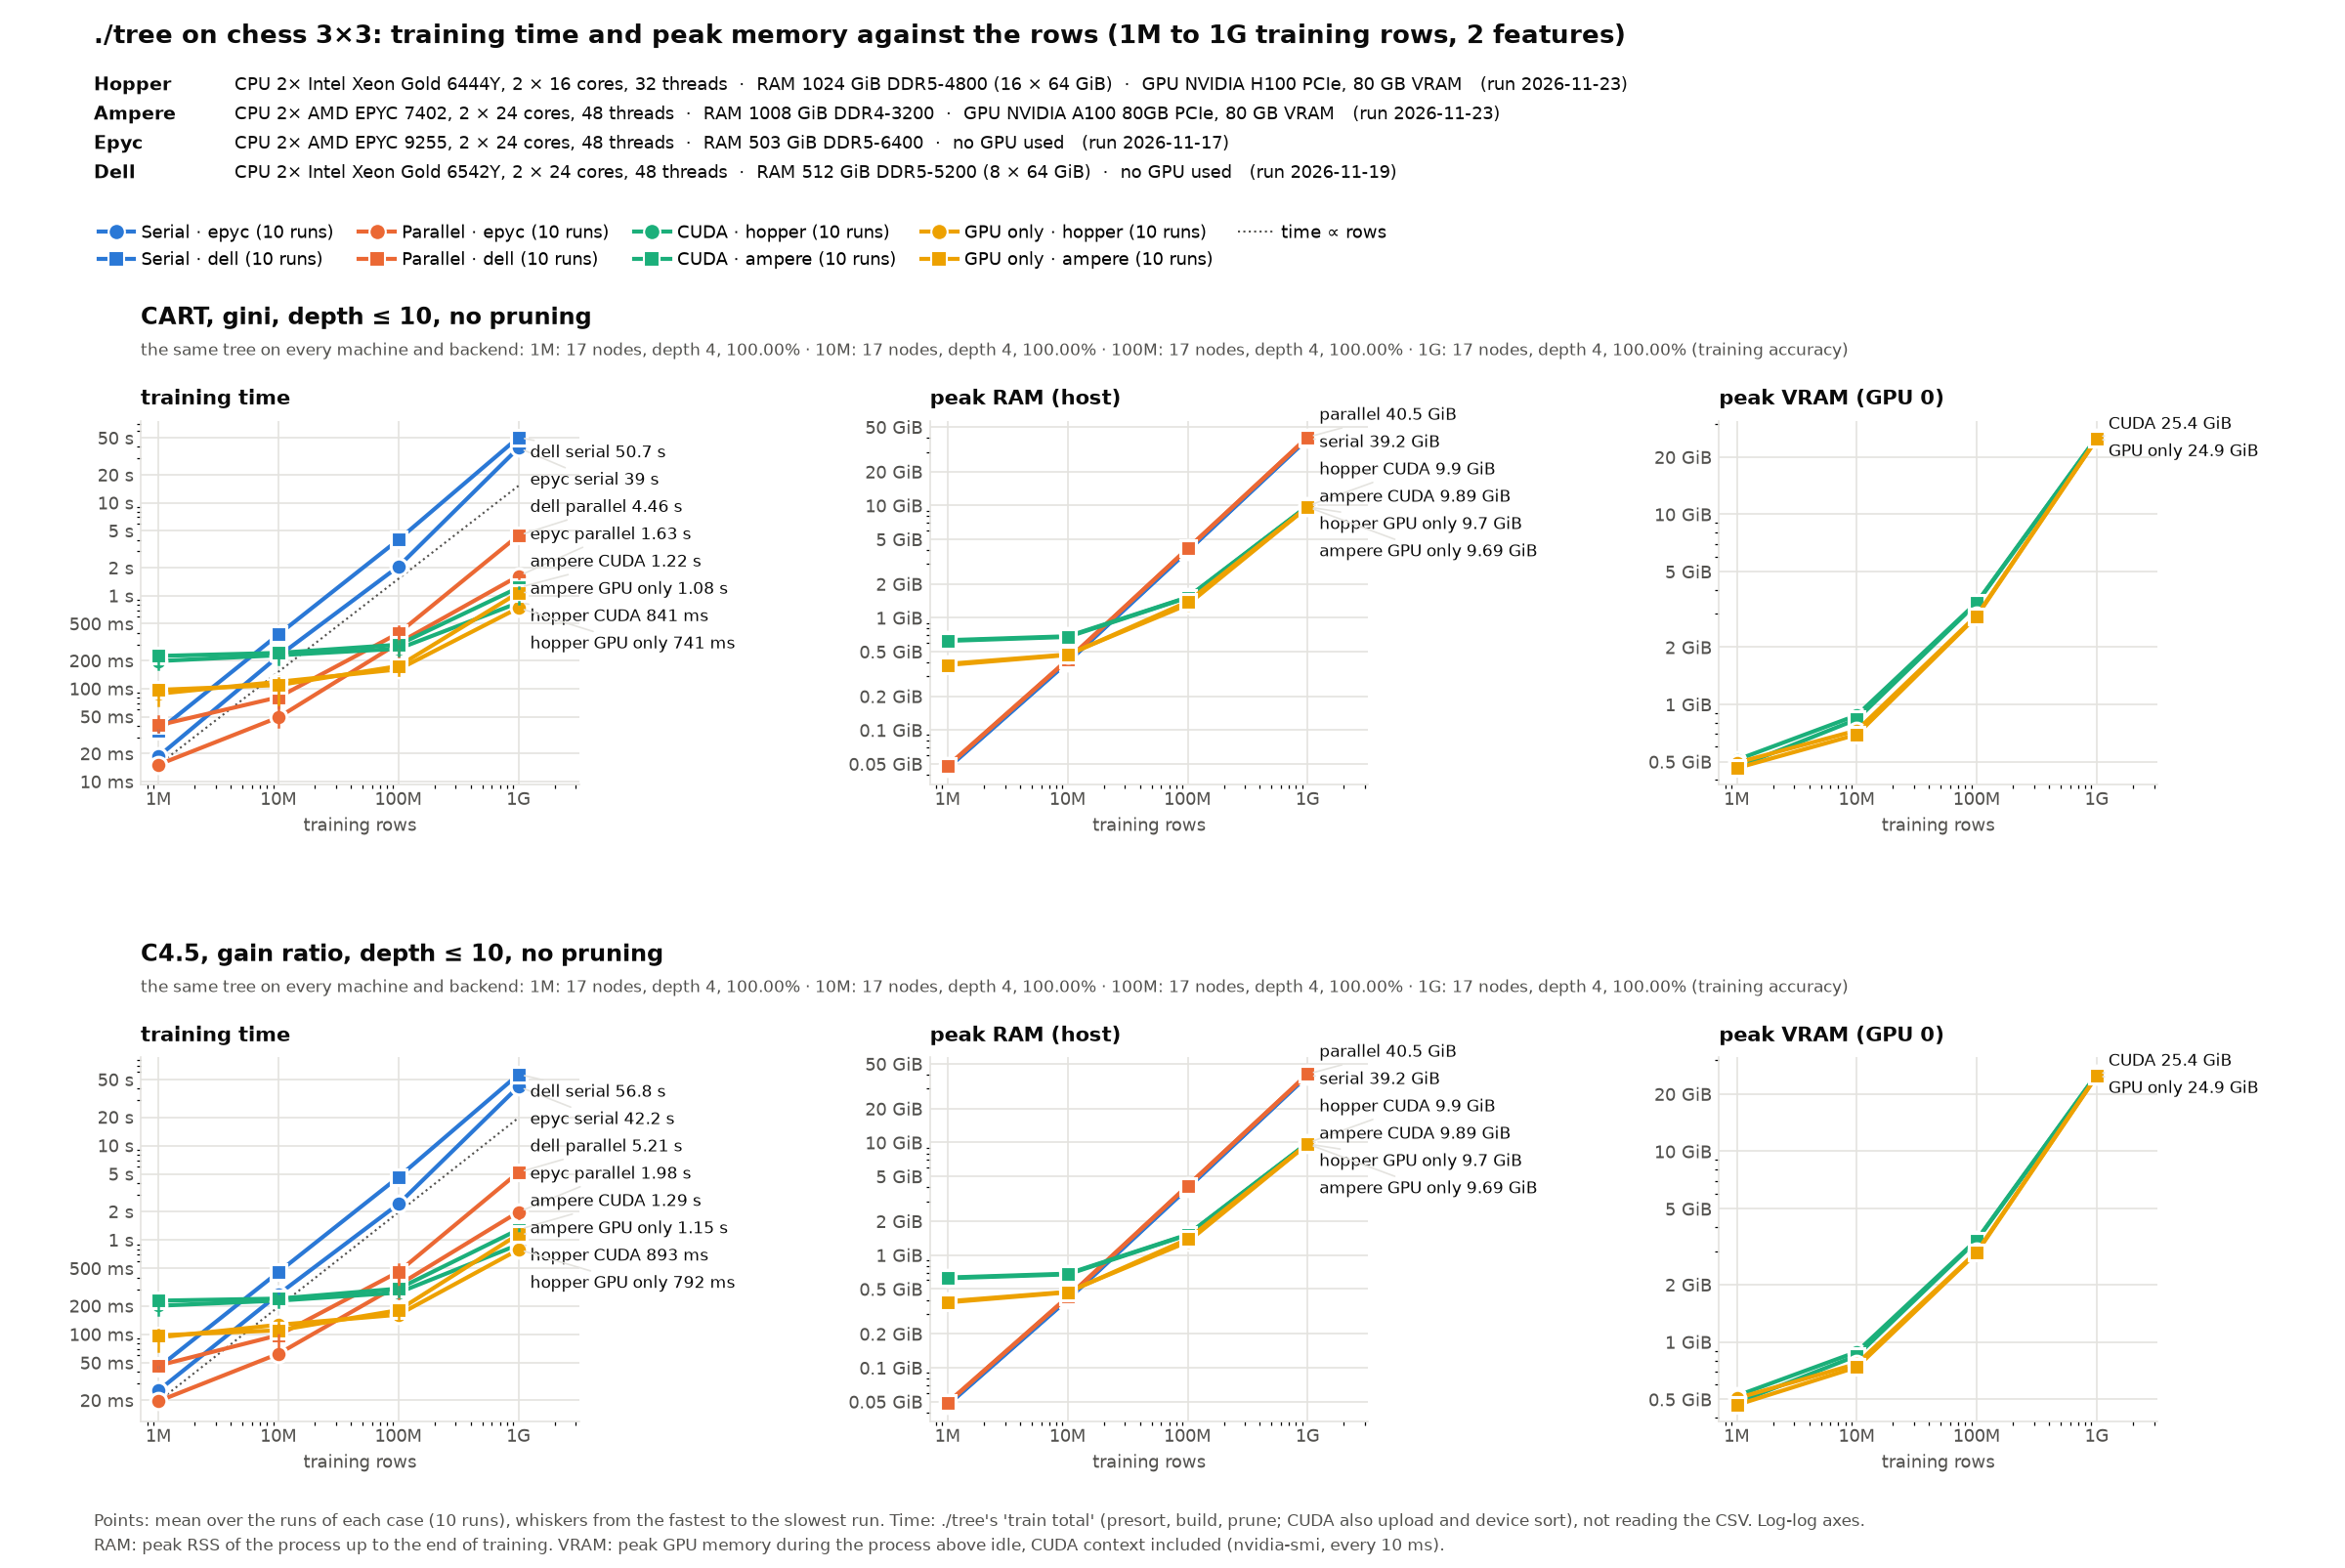 ./tree on chess 3×3: training time and peak memory against the rows (1M to 1G training rows, 2 features)
Hopper CPU 2× Intel Xeon Gold 6444Y, 2 × 16 cores, 32 threads · RAM 1024 GiB DDR5-4800 (16 × 64 GiB) · GPU NVIDIA H100 PCIe, 80 GB VRAM (run 2026-11-23)
Ampere CPU 2× AMD EPYC 7402, 2 × 24 cores, 48 threads · RAM 1008 GiB DDR4-3200 · GPU NVIDIA A100 80GB PCIe, 80 GB VRAM (run 2026-11-23)
Epyc CPU 2× AMD EPYC 9255, 2 × 24 cores, 48 threads · RAM 503 GiB DDR5-6400 · no GPU used (run 2026-11-17)
Dell CPU 2× Intel Xeon Gold 6542Y, 2 × 24 cores, 48 threads · RAM 512 GiB DDR5-5200 (8 × 64 GiB) · no GPU used (run 2026-11-19)
Serial · epyc (10 runs) Parallel · epyc (10 runs) CUDA · hopper (10 runs) GPU only · hopper (10 runs) time ∝ rows
Serial · dell (10 runs) Parallel · dell (10 runs) CUDA · ampere (10 runs) GPU only · ampere (10 runs)
CART, gini, depth ≤ 10, no pruning
the same tree on every machine and backend: 1M: 17 nodes, depth 4, 100.00% · 10M: 17 nodes, depth 4, 100.00% · 100M: 17 nodes, depth 4, 100.00% · 1G: 17 nodes, depth 4, 100.00% (training accuracy)
training time
50 s
20 s
10 s
5 s
2 s
1 s
500 ms
200 ms
100 ms
50 ms
20 ms
10 ms
dell serial 50.7 s
epyc serial 39 s
dell parallel 4.46 s
epyc parallel 1.63 s
ampere CUDA 1.22 s
ampere GPU only 1.08 s
hopper CUDA 841 ms
hopper GPU only 741 ms
1M 10M 100M 1G
training rows
peak RAM (host)
50 GiB
20 GiB
10 GiB
5 GiB
2 GiB
1 GiB
0.5 GiB
0.2 GiB
0.1 GiB
0.05 GiB
parallel 40.5 GiB
serial 39.2 GiB
hopper CUDA 9.9 GiB
ampere CUDA 9.89 GiB
hopper GPU only 9.7 GiB
ampere GPU only 9.69 GiB
1M 10M 100M 1G
training rows
peak VRAM (GPU 0)
20 GiB
10 GiB
5 GiB
2 GiB
1 GiB
0.5 GiB
CUDA 25.4 GiB
GPU only 24.9 GiB
1M 10M 100M 1G
training rows
C4.5, gain ratio, depth ≤ 10, no pruning
the same tree on every machine and backend: 1M: 17 nodes, depth 4, 100.00% · 10M: 17 nodes, depth 4, 100.00% · 100M: 17 nodes, depth 4, 100.00% · 1G: 17 nodes, depth 4, 100.00% (training accuracy)
training time
50 s
20 s
10 s
5 s
2 s
1 s
500 ms
200 ms
100 ms
50 ms
20 ms
dell serial 56.8 s
epyc serial 42.2 s
dell parallel 5.21 s
epyc parallel 1.98 s
ampere CUDA 1.29 s
ampere GPU only 1.15 s
hopper CUDA 893 ms
hopper GPU only 792 ms
1M 10M 100M 1G
training rows
peak RAM (host)
50 GiB
20 GiB
10 GiB
5 GiB
2 GiB
1 GiB
0.5 GiB
0.2 GiB
0.1 GiB
0.05 GiB
parallel 40.5 GiB
serial 39.2 GiB
hopper CUDA 9.9 GiB
ampere CUDA 9.89 GiB
hopper GPU only 9.7 GiB
ampere GPU only 9.69 GiB
1M 10M 100M 1G
training rows
peak VRAM (GPU 0)
20 GiB
10 GiB
5 GiB
2 GiB
1 GiB
0.5 GiB
CUDA 25.4 GiB
GPU only 24.9 GiB
1M 10M 100M 1G
training rows
Points: mean over the runs of each case (10 runs), whiskers from the fastest to the slowest run. Time: ./tree's 'train total' (presort, build, prune; CUDA also upload and device sort), not reading the CSV. Log-log axes.
RAM: peak RSS of the process up to the end of training. VRAM: peak GPU memory during the process above idle, CUDA context included (nvidia-smi, every 10 ms).